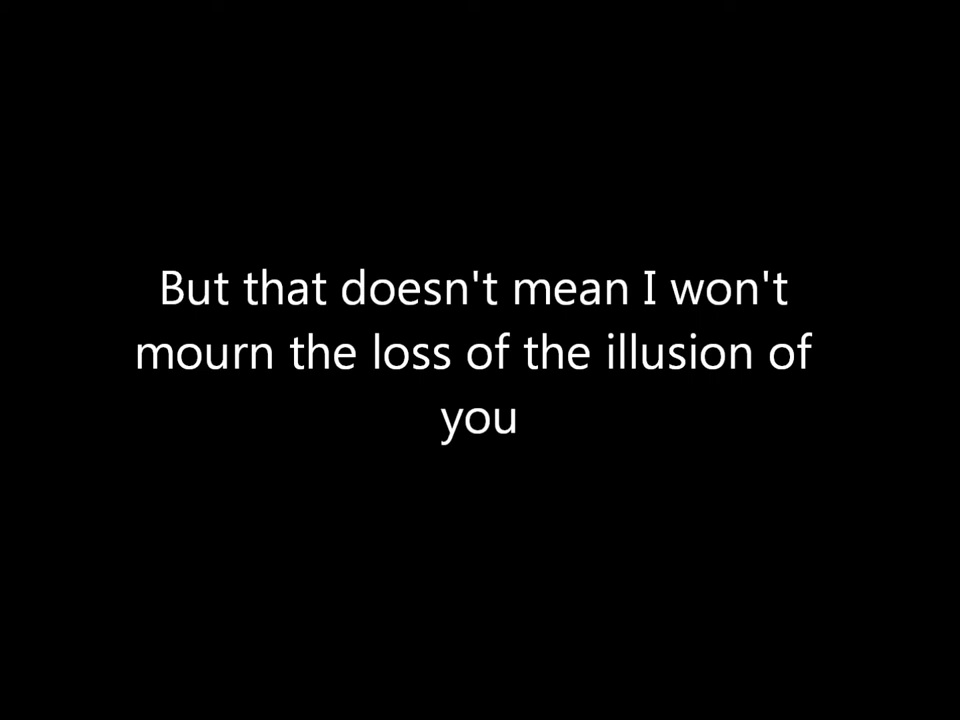 But that doesn't mean I won't
mourn the loss of the illusion of
you